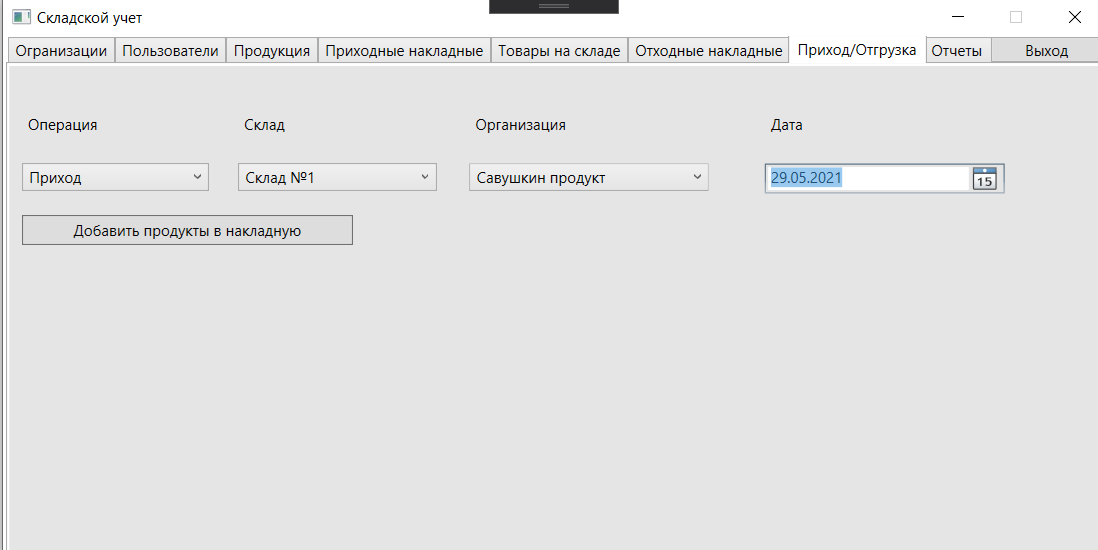 Складской учет
Огранизации Пользователи Продукция Приходные накладные Товары на складе Отходные накладные Приход/Отгрузка Отчеты Выход
Операция Склад Организация Дата
Приход Склад №1 Савушкин продукт 29.05.2021 15
Добавить продукты в накладную